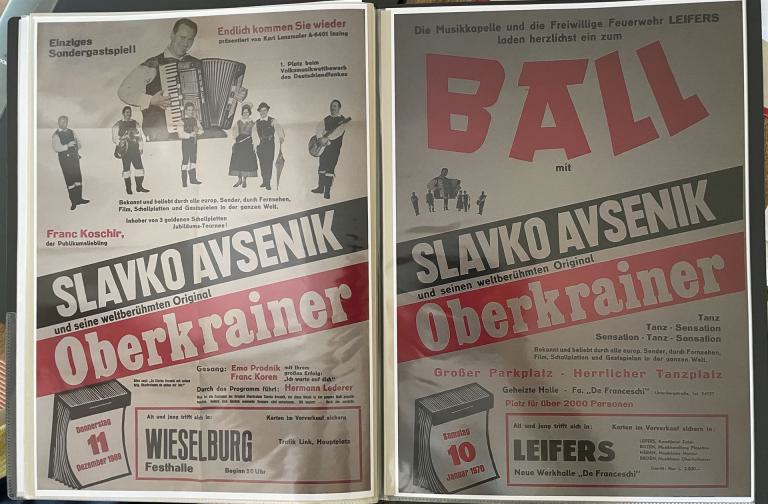 Einziges
Sondergastspiel!
Endlich kommen Sie wieder
präsentiert von Karl Lanzmaier A-6401 Inzing
1. Platz beim
Volksmusikwettbewerb
des Deutschlandfunkes
Bekannt und beliebt durch alle europ. Sender, durch Fernsehen,
Film, Schallplatten und Gastspielen in der ganzen Welt.
Inhaber von 3 goldenen Schallplatten
Jubiläums-Tournee!
Franc Koschir,
der Publikumsliebling
SLAVKO AVSENIK
und seine weltberühmten Original
Oberkrainer
Gesang: Emo Prodnik
Franc Koren
mit ihrem
großen Erfolg:
„Ich warte auf dich"
Durch das Programm führt: Hermann Lederer
Donnerstag
11
Dezember 1969
Alt und jung trifft sich in:
Karten im Vorverkauf sichern
WIESELBURG
Festhalle
Beginn 20 Uhr
Trafik Link, Hauptplatz
Die Musikkapelle und die Freiwillige Feuerwehr LEIFERS
laden herzlichst ein zum
BALL
mit
SLAVKO AVSENIK
und seinen weltberühmten Original
Oberkrainer
Tanz
Tanz - Sensation
Sensation - Tanz - Sensation
Bekannt und beliebt durch alle europ. Sender, durch Fernsehen,
Film, Schallplatten und Gastspielen in der ganzen Welt.
Großer Parkplatz - Herrlicher Tanzplatz
Geheizte Halle - Fa. „De Franceschi"
Platz für über 2000 Personen
Samstag
10
Januar 1970
Alt und jung trifft sich in:
Karten im Vorverkauf sichern in:
LEIFERS
Neue Werkhalle "De Franceschi"